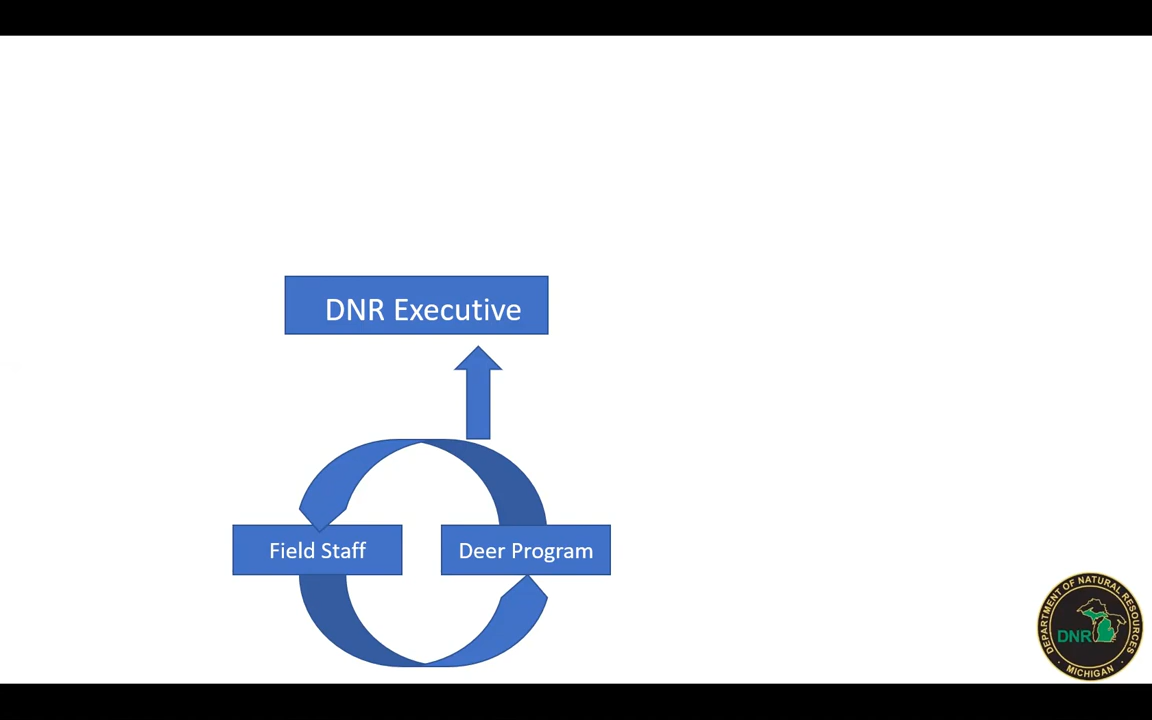 DNR Executive
Field Staff
Deer Program
DEPARTMENT OF NATURAL RESOURCES
DNR
MICHIGAN